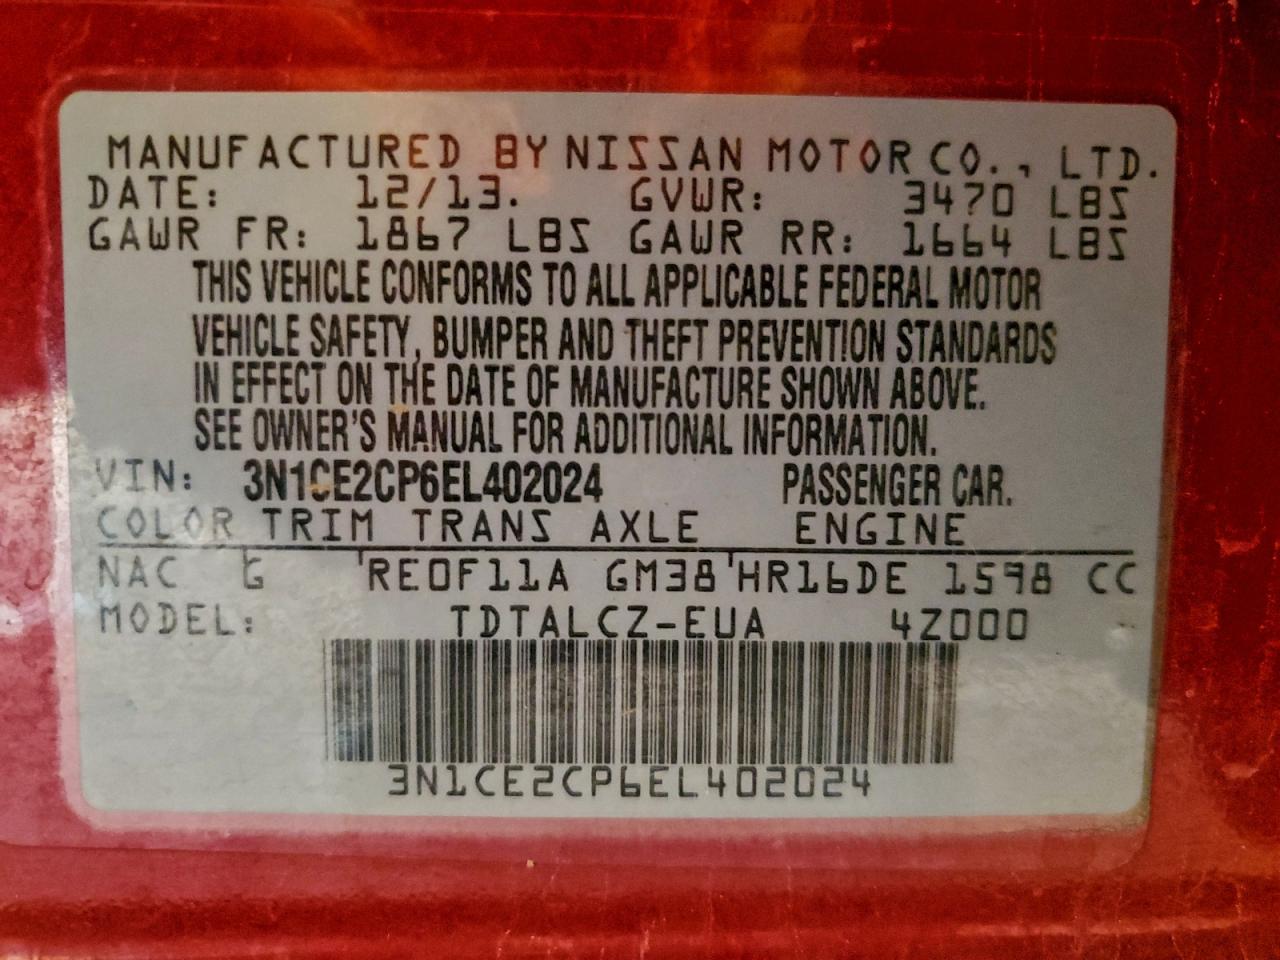 MANUFACTURED BY NISSAN MOTOR CO., LTD.
DATE: 12/13. GVWR: 3470 LBS
GAWR FR: 1867 LBS GAWR RR: 1664 LBS
THIS VEHICLE CONFORMS TO ALL APPLICABLE FEDERAL MOTOR
VEHICLE SAFETY, BUMPER AND THEFT PREVENTION STANDARDS
IN EFFECT ON THE DATE OF MANUFACTURE SHOWN ABOVE.
SEE OWNER'S MANUAL FOR ADDITIONAL INFORMATION.
VIN: 3N1CE2CP6EL402024 PASSENGER CAR.
COLOR TRIM TRANS AXLE ENGINE
NAC G RE0F11A GM38 HR16DE 1598 CC
MODEL: TDTALCZ-EUA 4Z000
3N1CE2CP6EL402024